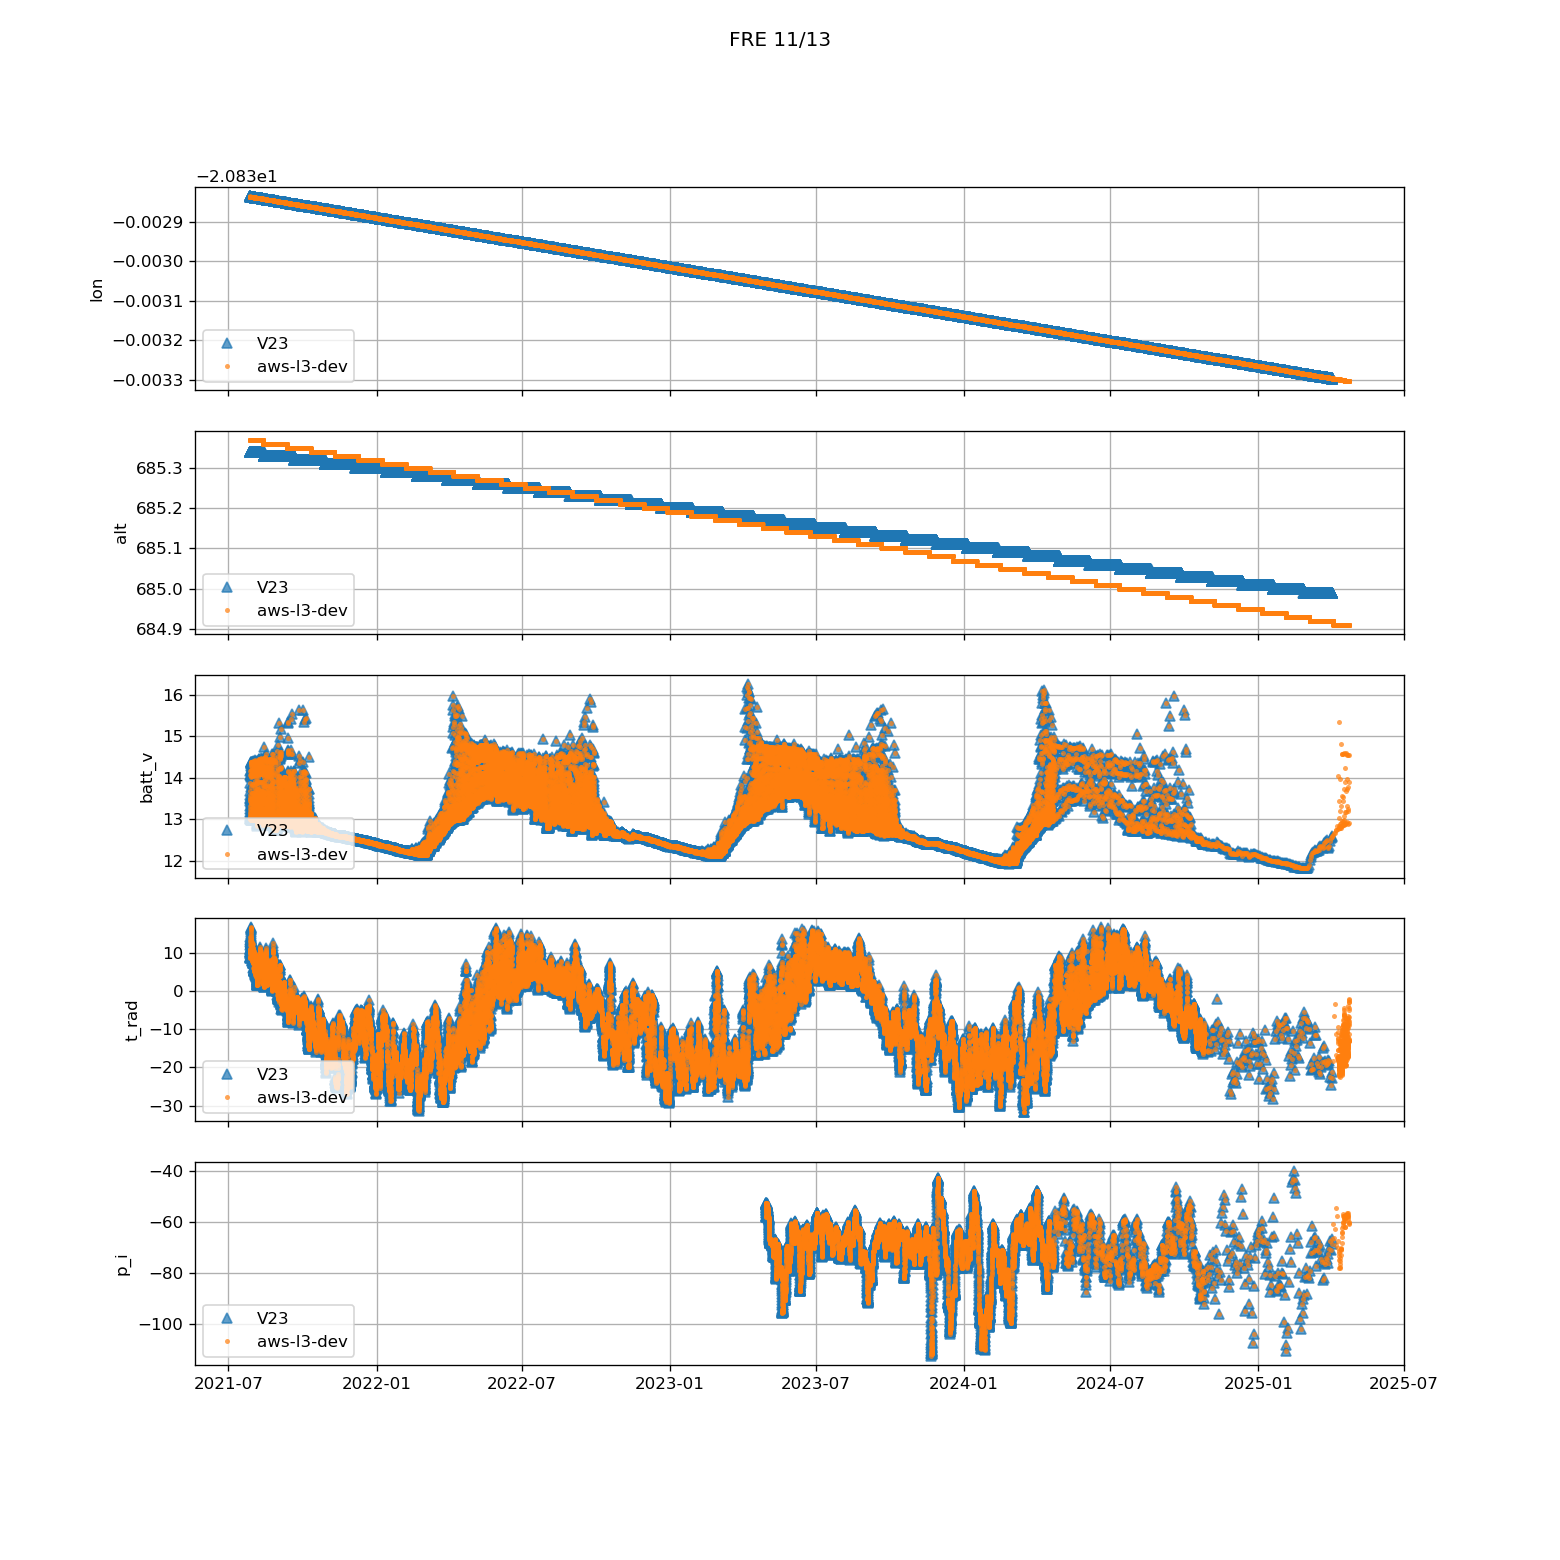 FRE 11/13
−2.083e1
−0.0029
−0.0030
−0.0031
−0.0032
−0.0033
lon
V23
aws-l3-dev
685.3
685.2
685.1
685.0
684.9
alt
V23
aws-l3-dev
16
15
14
13
12
batt_v
V23
aws-l3-dev
10
0
−10
−20
−30
t_rad
V23
aws-l3-dev
−40
−60
−80
−100
p_i
V23
aws-l3-dev
2021-07 2022-01 2022-07 2023-01 2023-07 2024-01 2024-07 2025-01 2025-07